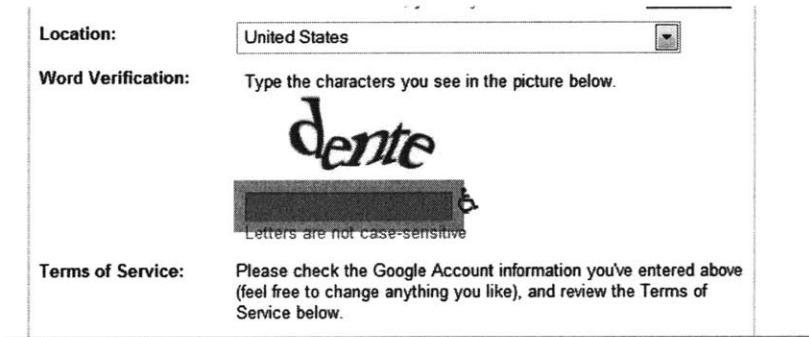 Location: United States
Word Verification: Type the characters you see in the picture below.
dente
Letters are not case-sensitive
Terms of Service: Please check the Google Account information you've entered above
(feel free to change anything you like), and review the Terms of
Service below.